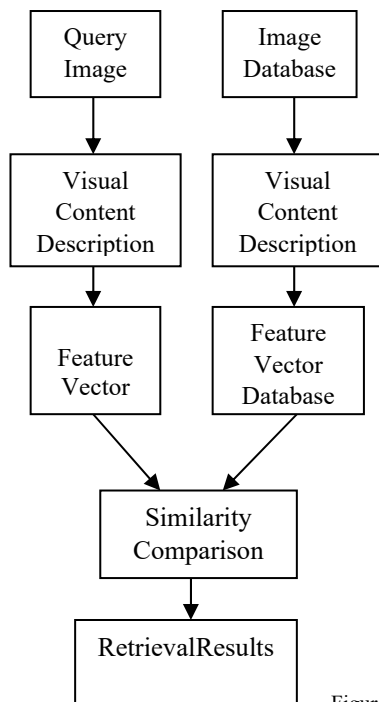 Query
Image
Image
Database
Visual
Content
Description
Visual
Content
Description
Feature
Vector
Feature
Vector
Database
Similarity
Comparison
RetrievalResults